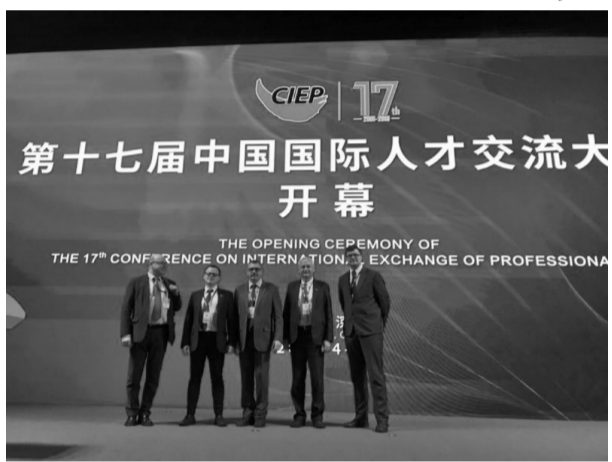 CIEP 17th
第十七届中国国际人才交流大
开幕
THE OPENING CEREMONY OF
THE 17th CONFERENCE ON INTERNATIONAL EXCHANGE OF PROFESSIONA